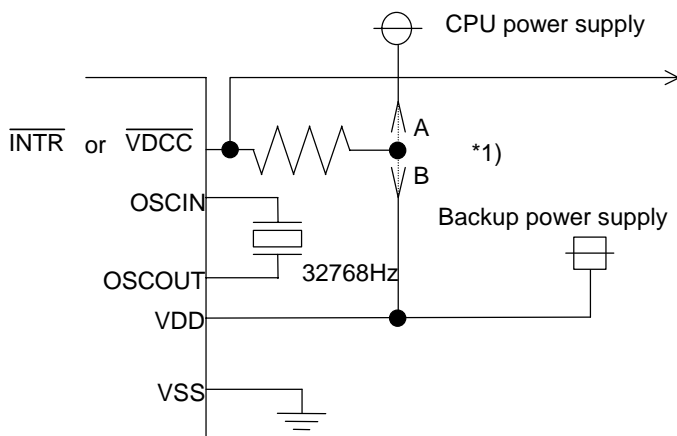 CPU power supply
A
INTR or VDCC
*1)
B
OSCIN
Backup power supply
OSCOUT
32768Hz
VDD
VSS